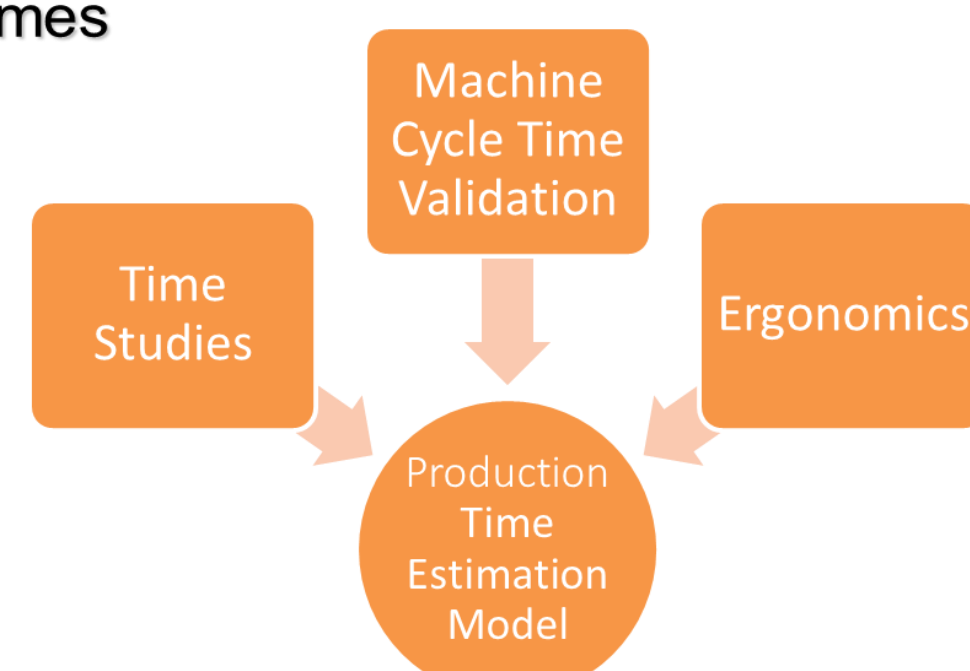 mes
Machine
Cycle Time
Validation
Time
Studies
Ergonomics
Production
Time
Estimation
Model